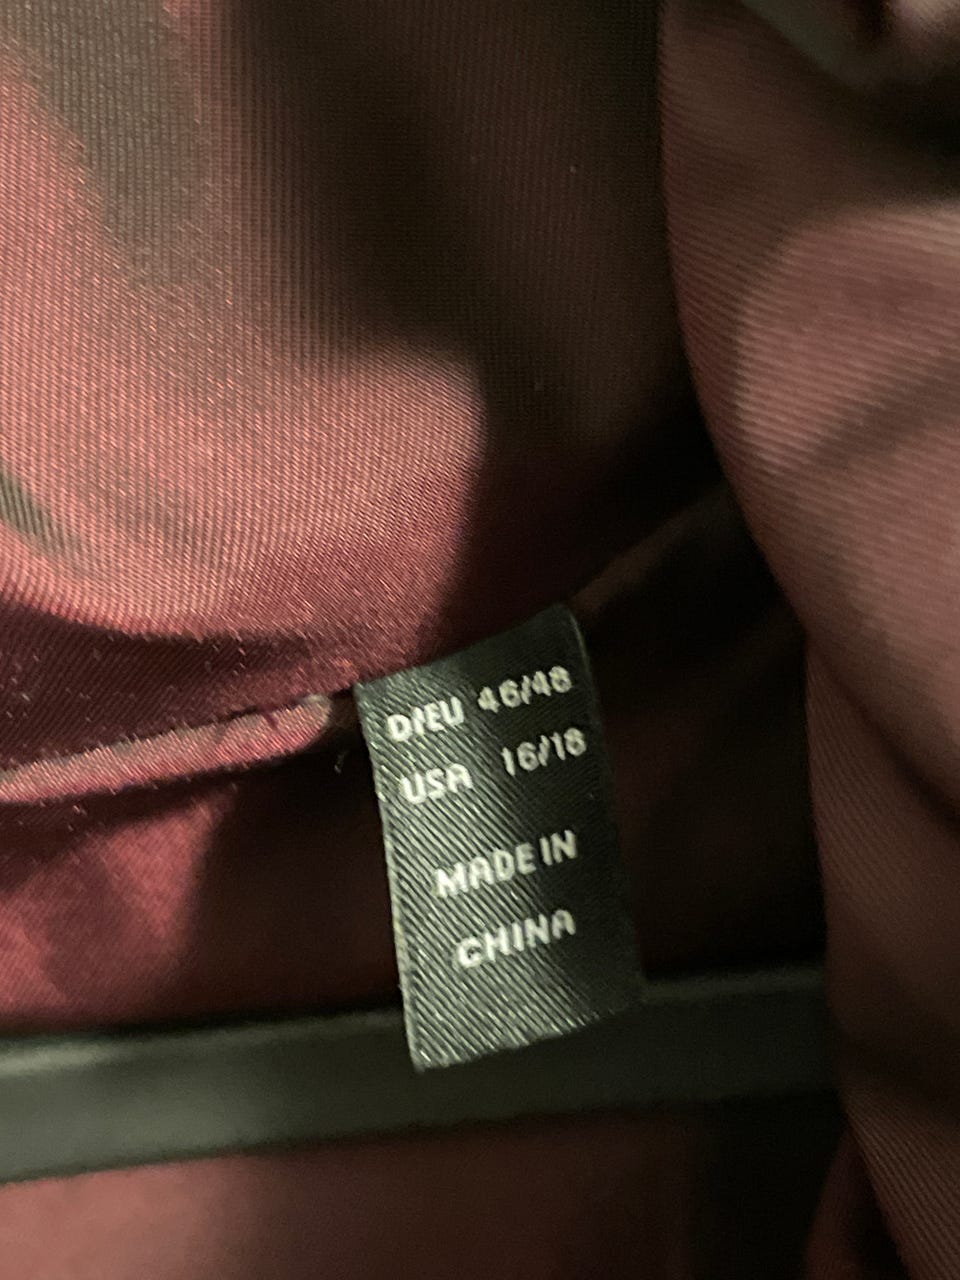 D/EU 46/48
USA 16/18
MADE IN
CHINA